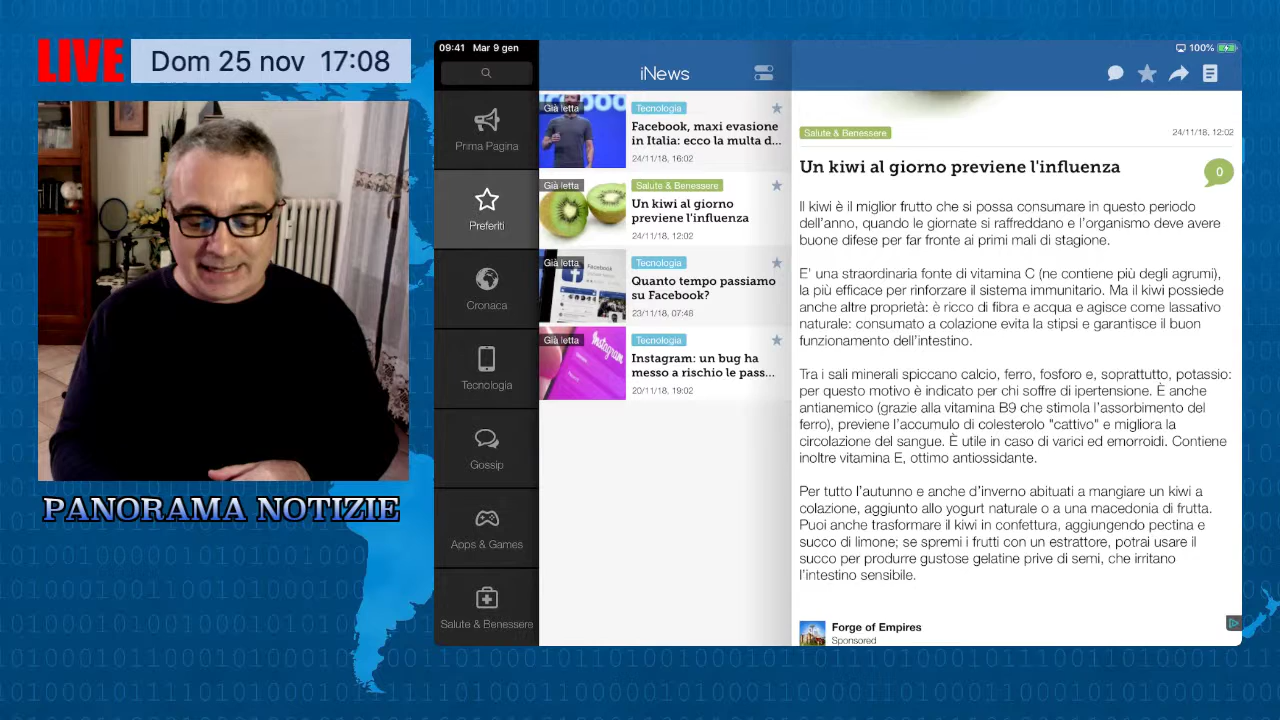 LIVE
Dom 25 nov 17:08
PANORAMA NOTIZIE
09:41 Mar 9 gen
100%
iNews
Prima Pagina
Preferiti
Cronaca
Tecnologia
Gossip
Apps & Games
Salute & Benessere
Già letta
Tecnologia
Facebook, maxi evasione
in Italia: ecco la multa d...
24/11/18, 16:02
Già letta
Salute & Benessere
Un kiwi al giorno
previene l'influenza
24/11/18, 12:02
Già letta
Tecnologia
Quanto tempo passiamo
su Facebook?
23/11/18, 07:48
Già letta
Tecnologia
Instagram: un bug ha
messo a rischio le pass...
20/11/18, 19:02
Salute & Benessere
24/11/18, 12:02
Un kiwi al giorno previene l'influenza
0
Il kiwi è il miglior frutto che si possa consumare in questo periodo
dell’anno, quando le giornate si raffreddano e l’organismo deve avere
buone difese per far fronte ai primi mali di stagione.
E' una straordinaria fonte di vitamina C (ne contiene più degli agrumi),
la più efficace per rinforzare il sistema immunitario. Ma il kiwi possiede
anche altre proprietà: è ricco di fibra e acqua e agisce come lassativo
naturale: consumato a colazione evita la stipsi e garantisce il buon
funzionamento dell’intestino.
Tra i sali minerali spiccano calcio, ferro, fosforo e, soprattutto, potassio:
per questo motivo è indicato per chi soffre di ipertensione. È anche
antianemico (grazie alla vitamina B9 che stimola l’assorbimento del
ferro), previene l’accumulo di colesterolo "cattivo" e migliora la
circolazione del sangue. È utile in caso di varici ed emorroidi. Contiene
inoltre vitamina E, ottimo antiossidante.
Per tutto l’autunno e anche d’inverno abituati a mangiare un kiwi a
colazione, aggiunto allo yogurt naturale o a una macedonia di frutta.
Puoi anche trasformare il kiwi in confettura, aggiungendo pectina e
succo di limone; se spremi i frutti con un estrattore, potrai usare il
succo per produrre gustose gelatine prive di semi, che irritano
l’intestino sensibile.
Forge of Empires
Sponsored